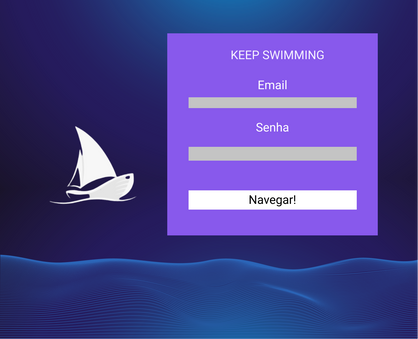 KEEP SWIMMING
Email
Senha
Navegar!